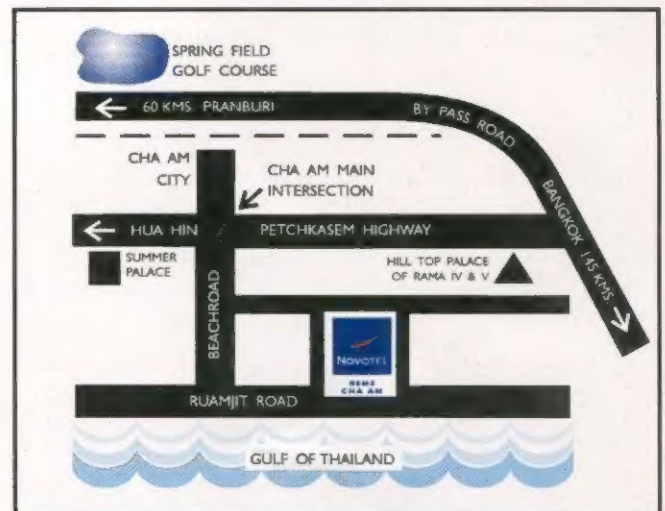 SPRING FIELD
GOLF COURSE
60 KMS. PRANBURI
BY PASS ROAD
BANGKOK 145 KMS.
CHA AM
CITY
CHA AM MAIN
INTERSECTION
HUA HIN
PETCHKASEM HIGHWAY
SUMMER
PALACE
HILL TOP PALACE
OF RAMA IV & V
BEACHROAD
NOVOTEL
CHA AM
RUAMJIT ROAD
GULF OF THAILAND